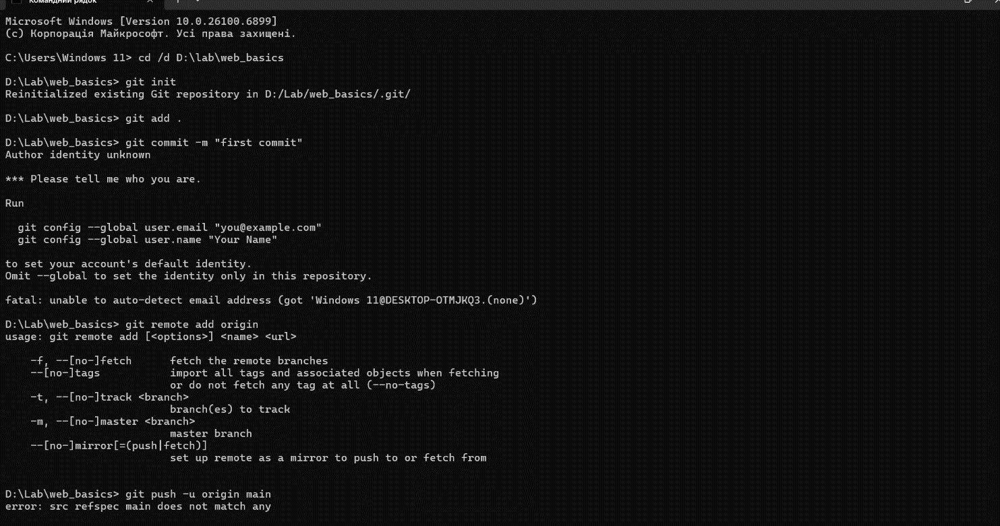 Командний рядок
Microsoft Windows [Version 10.0.26100.6899]
(c) Корпорація Майкрософт. Усі права захищені.
C:\Users\Windows 11> cd /d D:\lab\web_basics
D:\Lab\web_basics> git init
Reinitialized existing Git repository in D:/Lab/web_basics/.git/
D:\Lab\web_basics> git add .
D:\Lab\web_basics> git commit -m "first commit"
Author identity unknown
*** Please tell me who you are.
Run
  git config --global user.email "you@example.com"
  git config --global user.name "Your Name"
to set your account's default identity.
Omit --global to set the identity only in this repository.
fatal: unable to auto-detect email address (got 'Windows 11@DESKTOP-OTMJKQ3.(none)')
D:\Lab\web_basics> git remote add origin
usage: git remote add [<options>] <name> <url>
    -f, --[no-]fetch      fetch the remote branches
    --[no-]tags           import all tags and associated objects when fetching
                          or do not fetch any tag at all (--no-tags)
    -t, --[no-]track <branch>
                          branch(es) to track
    -m, --[no-]master <branch>
                          master branch
    --[no-]mirror[=(push|fetch)]
                          set up remote as a mirror to push to or fetch from
D:\Lab\web_basics> git push -u origin main
error: src refspec main does not match any